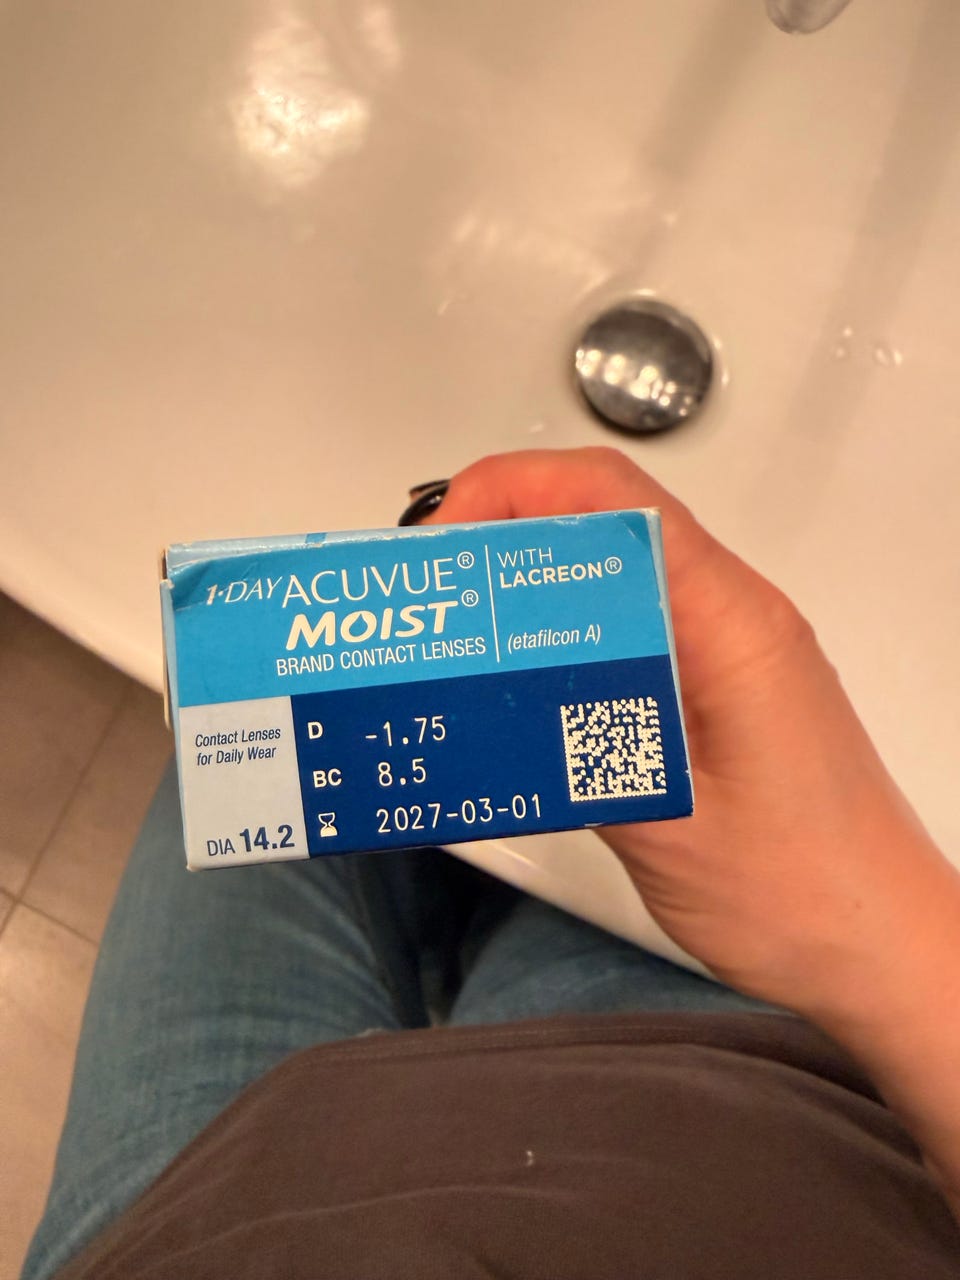 1·DAY ACUVUE® MOIST®
BRAND CONTACT LENSES
WITH
LACREON®
(etafilcon A)
Contact Lenses
for Daily Wear
DIA 14.2
D -1.75
BC 8.5
2027-03-01